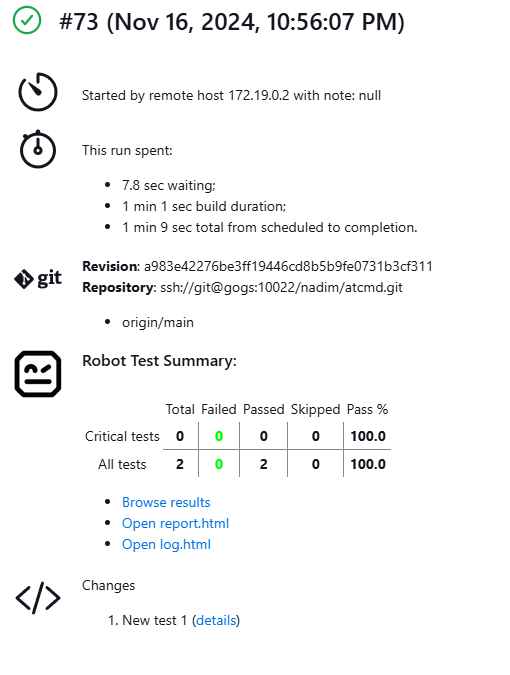 #73 (Nov 16, 2024, 10:56:07 PM)
Started by remote host 172.19.0.2 with note: null
This run spent:
• 7.8 sec waiting;
• 1 min 1 sec build duration;
• 1 min 9 sec total from scheduled to completion.
git
Revision: a983e42276be3ff19446cd8b5b9fe0731b3cf311
Repository: ssh://git@gogs:10022/nadim/atcmd.git
• origin/main
Robot Test Summary:
Total Failed Passed Skipped Pass %
Critical tests 0 0 0 0 100.0
All tests 2 0 2 0 100.0
• Browse results
• Open report.html
• Open log.html
Changes
1. New test 1 (details)